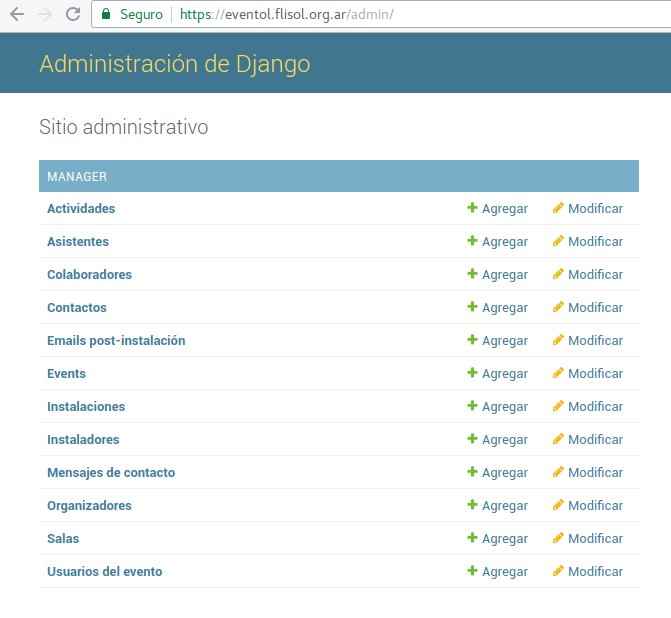 Seguro https://eventol.flisol.org.ar/admin/
Administración de Django
Sitio administrativo
MANAGER
Actividades Agregar Modificar
Asistentes Agregar Modificar
Colaboradores Agregar Modificar
Contactos Agregar Modificar
Emails post-instalación Agregar Modificar
Events Agregar Modificar
Instalaciones Agregar Modificar
Instaladores Agregar Modificar
Mensajes de contacto Agregar Modificar
Organizadores Agregar Modificar
Salas Agregar Modificar
Usuarios del evento Agregar Modificar